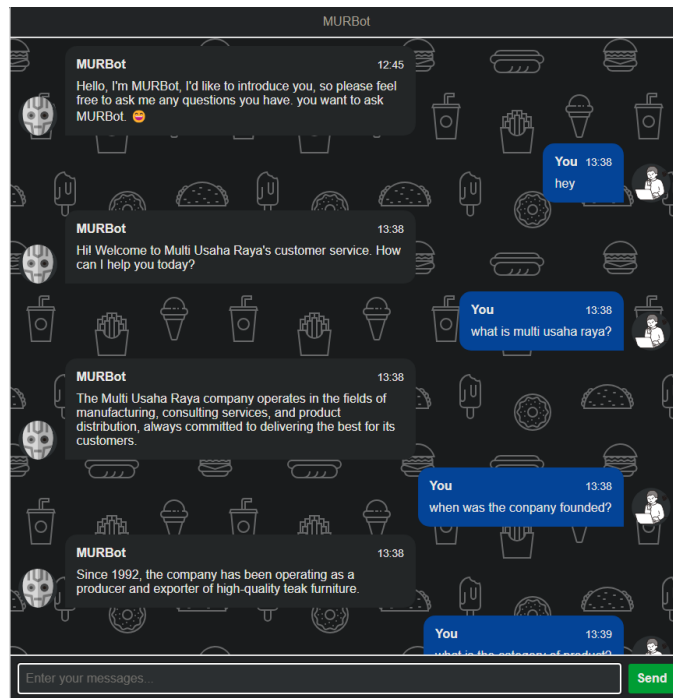 MURBot
MURBot 12:45
Hello, I'm MURBot, I'd like to introduce you, so please feel
free to ask me any questions you have. you want to ask
MURBot.
You 13:38
hey
MURBot 13:38
Hi! Welcome to Multi Usaha Raya's customer service. How
can I help you today?
You 13:38
what is multi usaha raya?
MURBot 13:38
The Multi Usaha Raya company operates in the fields of
manufacturing, consulting services, and product
distribution, always committed to delivering the best for its
customers.
You 13:38
when was the conpany founded?
MURBot 13:38
Since 1992, the company has been operating as a
producer and exporter of high-quality teak furniture.
You 13:39
what is the category of product?
Enter your messages...
Send